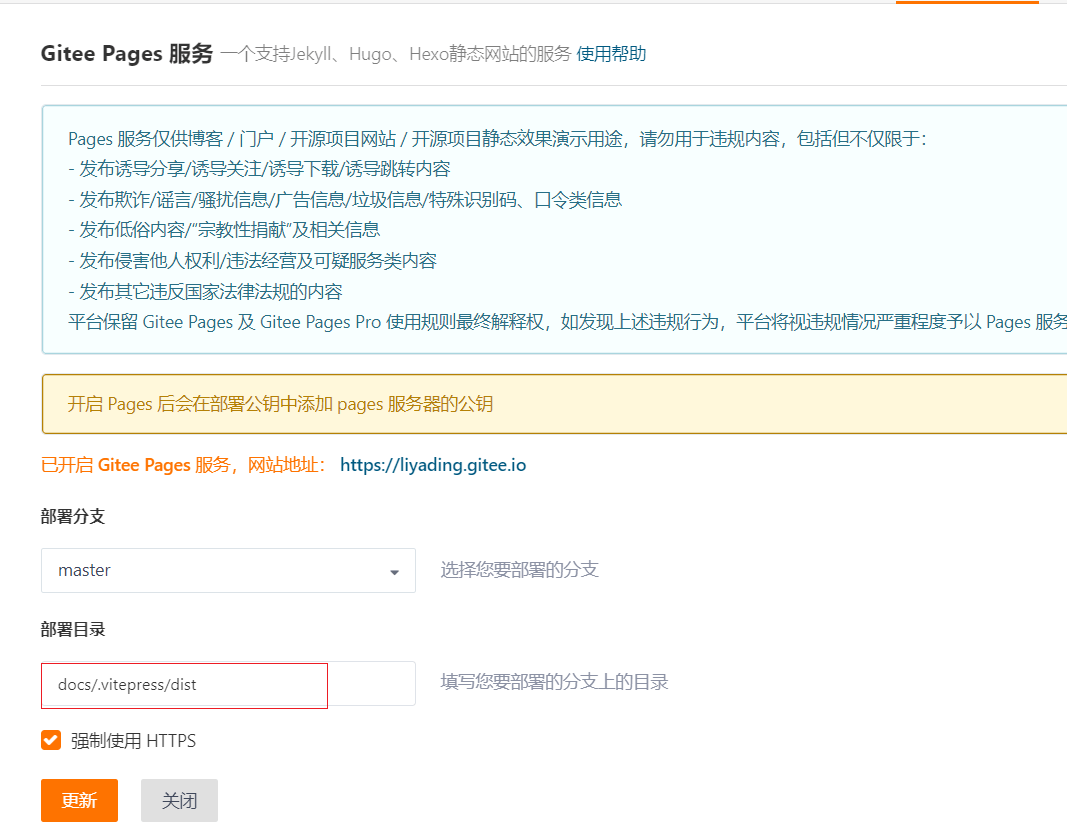 Gitee Pages 服务 一个支持Jekyll、Hugo、Hexo静态网站的服务 使用帮助
Pages 服务仅供博客 / 门户 / 开源项目网站 / 开源项目静态效果演示用途，请勿用于违规内容，包括但不仅限于：
- 发布诱导分享/诱导关注/诱导下载/诱导跳转内容
- 发布欺诈/谣言/骚扰信息/广告信息/垃圾信息/特殊识别码、口令类信息
- 发布低俗内容/“宗教性捐献”及相关信息
- 发布侵害他人权利/违法经营及可疑服务类内容
- 发布其它违反国家法律法规的内容
平台保留 Gitee Pages 及 Gitee Pages Pro 使用规则最终解释权，如发现上述违规行为，平台将视违规情况严重程度予以 Pages 服务
开启 Pages 后会在部署公钥中添加 pages 服务器的公钥
已开启 Gitee Pages 服务，网站地址： https://liyading.gitee.io
部署分支
master 选择您要部署的分支
部署目录
docs/.vitepress/dist 填写您要部署的分支上的目录
强制使用 HTTPS
更新 关闭